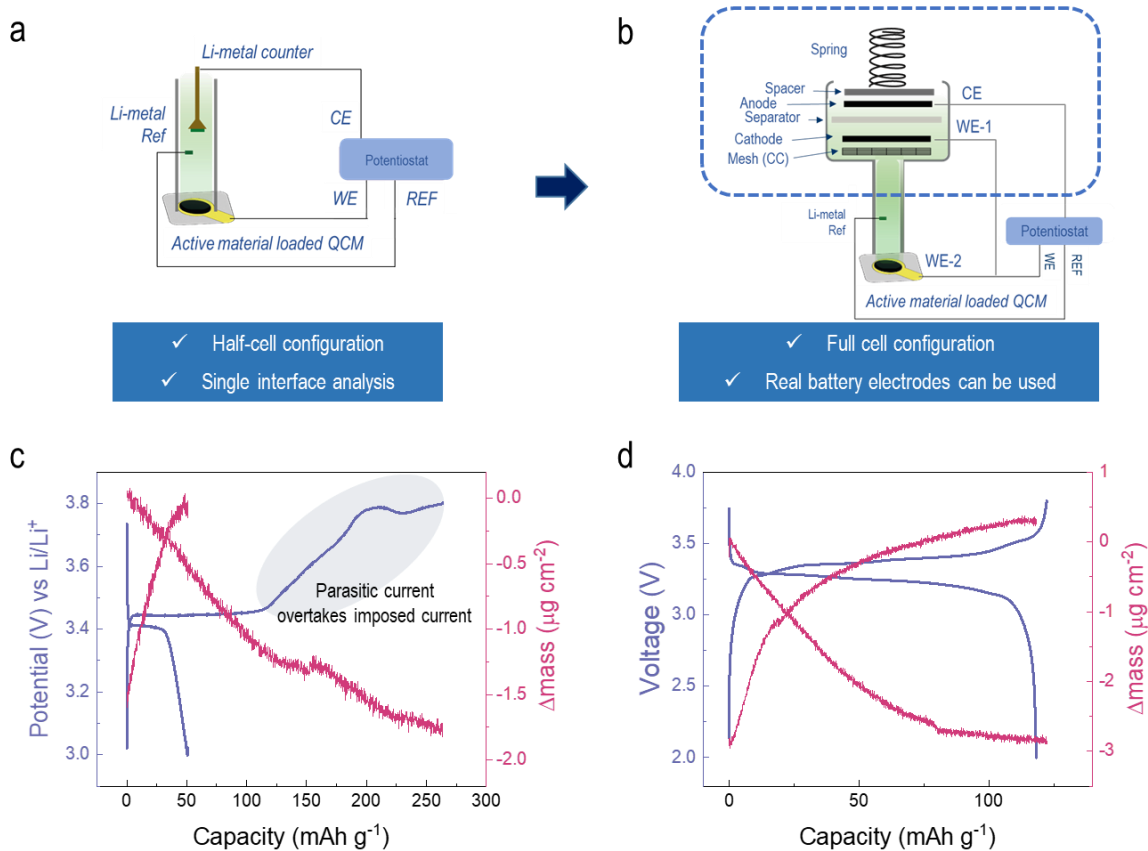 a
Li-metal counter
Li-metal
Ref
CE
Potentiostat
WE
REF
Active material loaded QCM
✓ Half-cell configuration
✓ Single interface analysis
b
Spring
Spacer
Anode
Separator
Cathode
Mesh (CC)
CE
WE-1
Li-metal
Ref
Potentiostat
WE-2
WE
REF
Active material loaded QCM
✓ Full cell configuration
✓ Real battery electrodes can be used
c
Potential (V) vs Li/Li⁺
3.8
3.6
3.4
3.2
3.0
Parasitic current
overtakes imposed current
0.0
-0.5
-1.0
-1.5
-2.0
Δmass (μg cm⁻²)
0 50 100 150 200 250 300
Capacity (mAh g⁻¹)
d
Voltage (V)
4.0
3.5
3.0
2.5
2.0
1
0
-1
-2
-3
Δmass (μg cm⁻²)
0 50 100
Capacity (mAh g⁻¹)